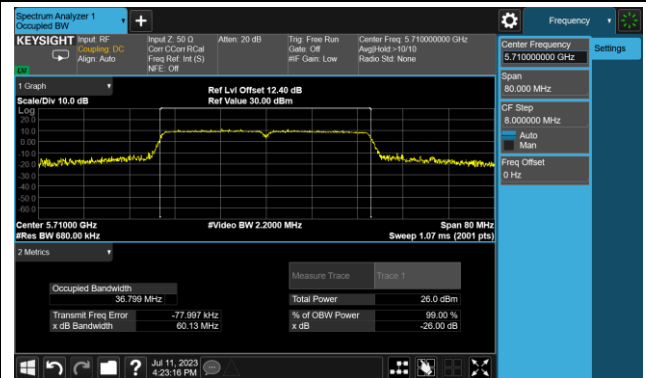 Spectrum Analyzer 1
Occupied BW
Frequency
KEYSIGHT
Input: RF
Coupling: DC
Align: Auto
Input Z: 50 Ω
Corr CCorr RCal
Freq Ref: Int (S)
NFE: Off
Atten: 20 dB
Trig: Free Run
Gate: Off
#IF Gain: Low
Center Freq: 5.710000000 GHz
Avg|Hold:>10/10
Radio Std: None
Center Frequency
5.710000000 GHz
Settings
Span
80.000 MHz
CF Step
8.000000 MHz
Auto
Man
Freq Offset
0 Hz
1 Graph
Scale/Div 10.0 dB
Ref Lvl Offset 12.40 dB
Ref Value 30.00 dBm
Log
20.0
10.0
0.00
-10.0
-20.0
-30.0
-40.0
-50.0
-60.0
Center 5.71000 GHz
#Res BW 680.00 kHz
#Video BW 2.2000 MHz
Span 80 MHz
Sweep 1.07 ms (2001 pts)
2 Metrics
Measure Trace
Trace 1
Occupied Bandwidth
36.799 MHz
Total Power
26.0 dBm
Transmit Freq Error
-77.997 kHz
% of OBW Power
99.00 %
x dB Bandwidth
60.13 MHz
x dB
-26.00 dB
Jul 11, 2023
4:23:16 PM